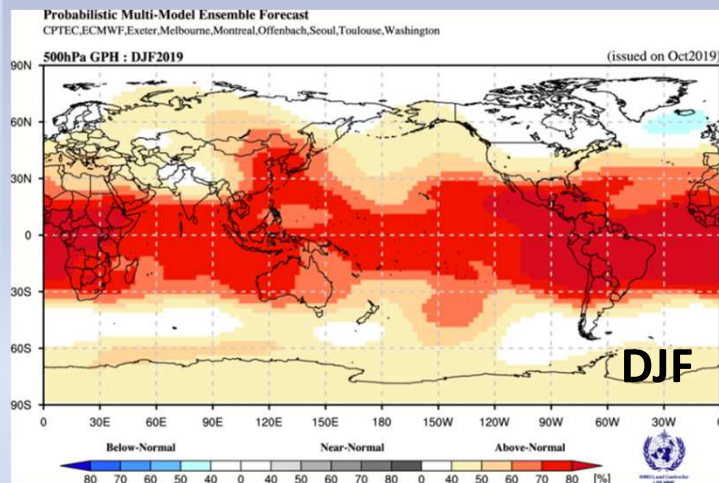 Probabilistic Multi-Model Ensemble Forecast
CPTEC,ECMWF,Exeter,Melbourne,Montreal,Offenbach,Seoul,Toulouse,Washington
500hPa GPH : DJF2019 (issued on Oct2019)
90N
60N
30N
0
30S
60S
90S
DJF
0 30E 60E 90E 120E 150E 180 150W 120W 90W 60W 30W
Below-Normal Near-Normal Above-Normal
80 70 60 50 40 0 40 50 60 70 80 0 40 50 60 70 80 [%]